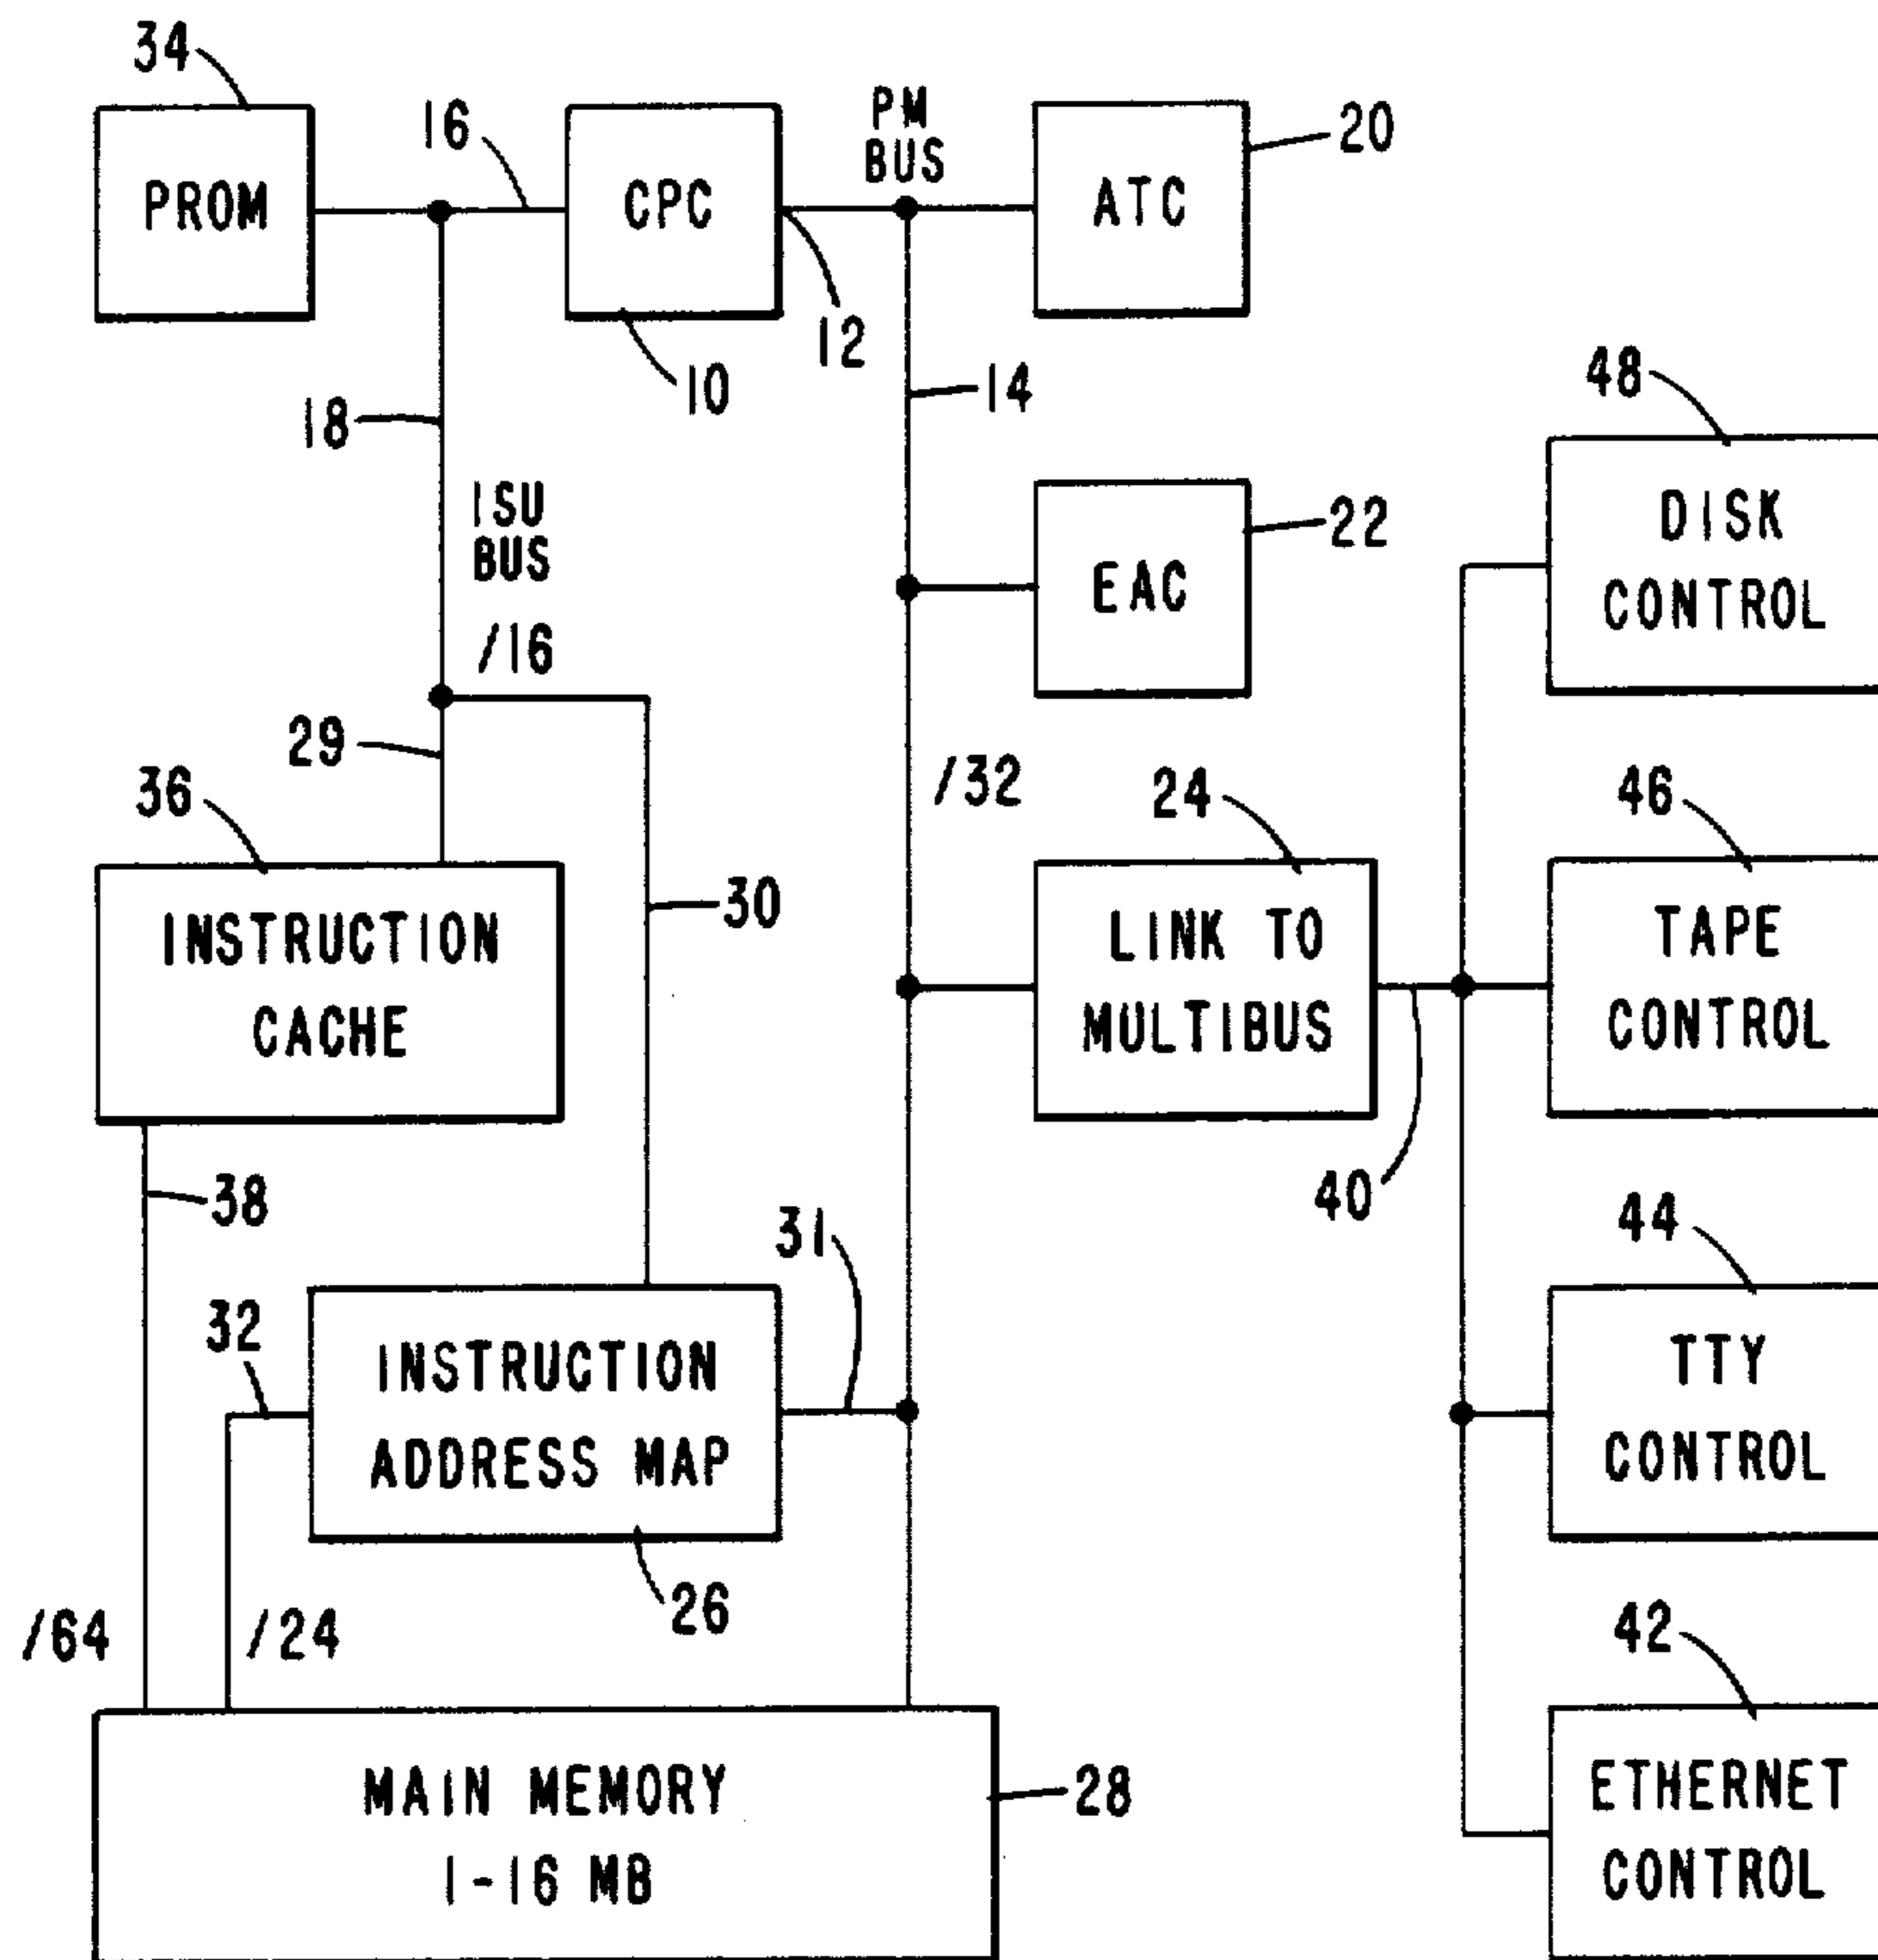 34
PROM
16
CPC
PM
BUS
ATC
20
12
10
14
18
48
DISK
CONTROL
ISU
BUS
/16
EAC
22
29
36
/32
24
46
INSTRUCTION
CACHE
30
LINK TO
MULTIBUS
TAPE
CONTROL
38
40
31
44
32
INSTRUCTION
ADDRESS MAP
TTY
CONTROL
26
/64
/24
42
MAIN MEMORY
1-16 MB
28
ETHERNET
CONTROL